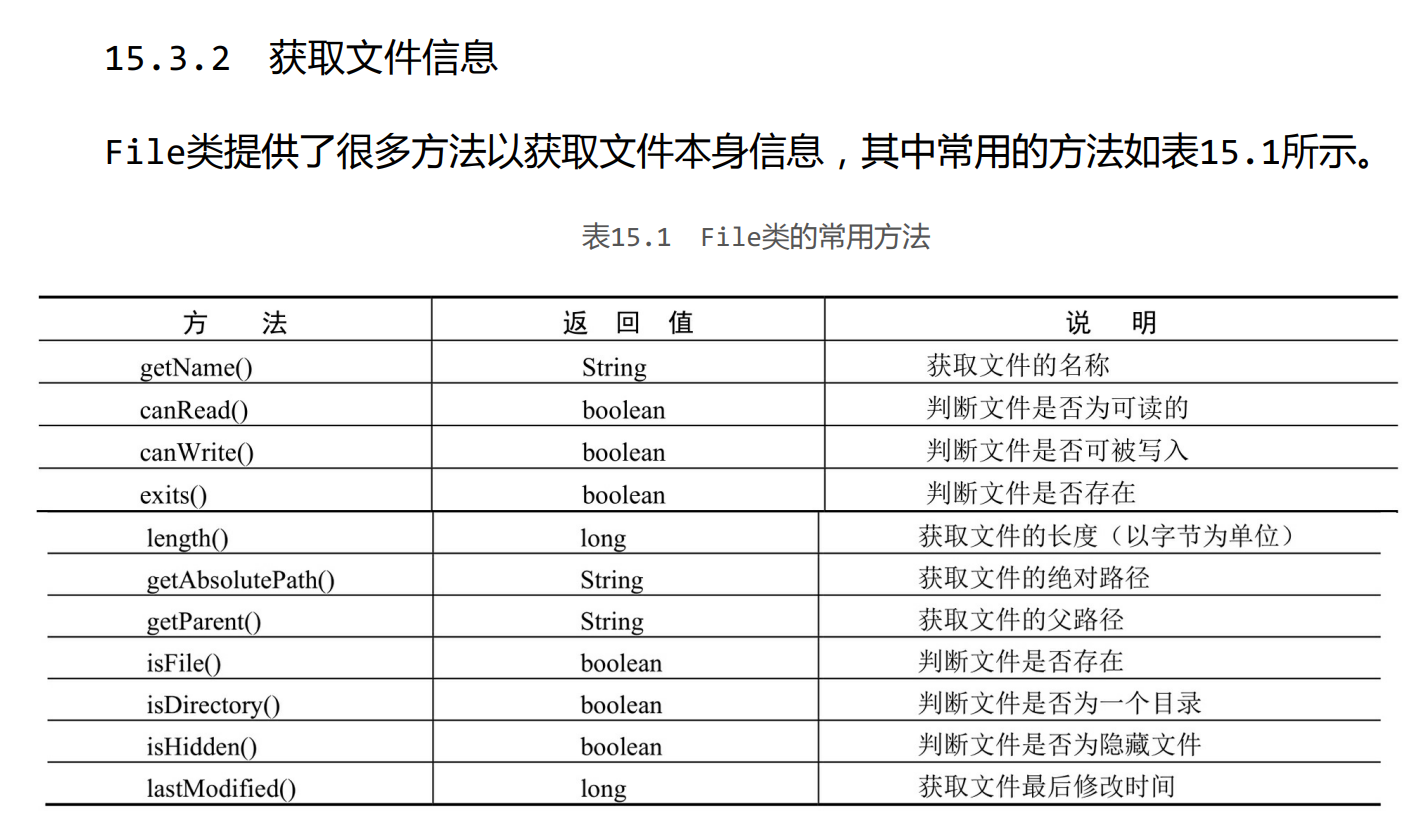 15.3.2 获取文件信息
File类提供了很多方法以获取文件本身信息，其中常用的方法如表15.1所示。
表15.1 File类的常用方法
方 法 返 回 值 说 明
getName() String 获取文件的名称
canRead() boolean 判断文件是否为可读的
canWrite() boolean 判断文件是否可被写入
exits() boolean 判断文件是否存在
length() long 获取文件的长度（以字节为单位）
getAbsolutePath() String 获取文件的绝对路径
getParent() String 获取文件的父路径
isFile() boolean 判断文件是否存在
isDirectory() boolean 判断文件是否为一个目录
isHidden() boolean 判断文件是否为隐藏文件
lastModified() long 获取文件最后修改时间